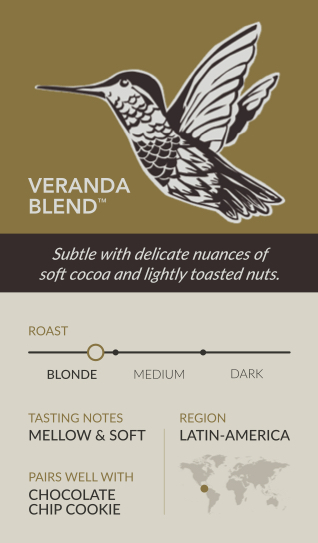 VERANDA
BLEND™
Subtle with delicate nuances of
soft cocoa and lightly toasted nuts.
ROAST
BLONDE MEDIUM DARK
TASTING NOTES
MELLOW & SOFT
REGION
LATIN-AMERICA
PAIRS WELL WITH
CHOCOLATE
CHIP COOKIE